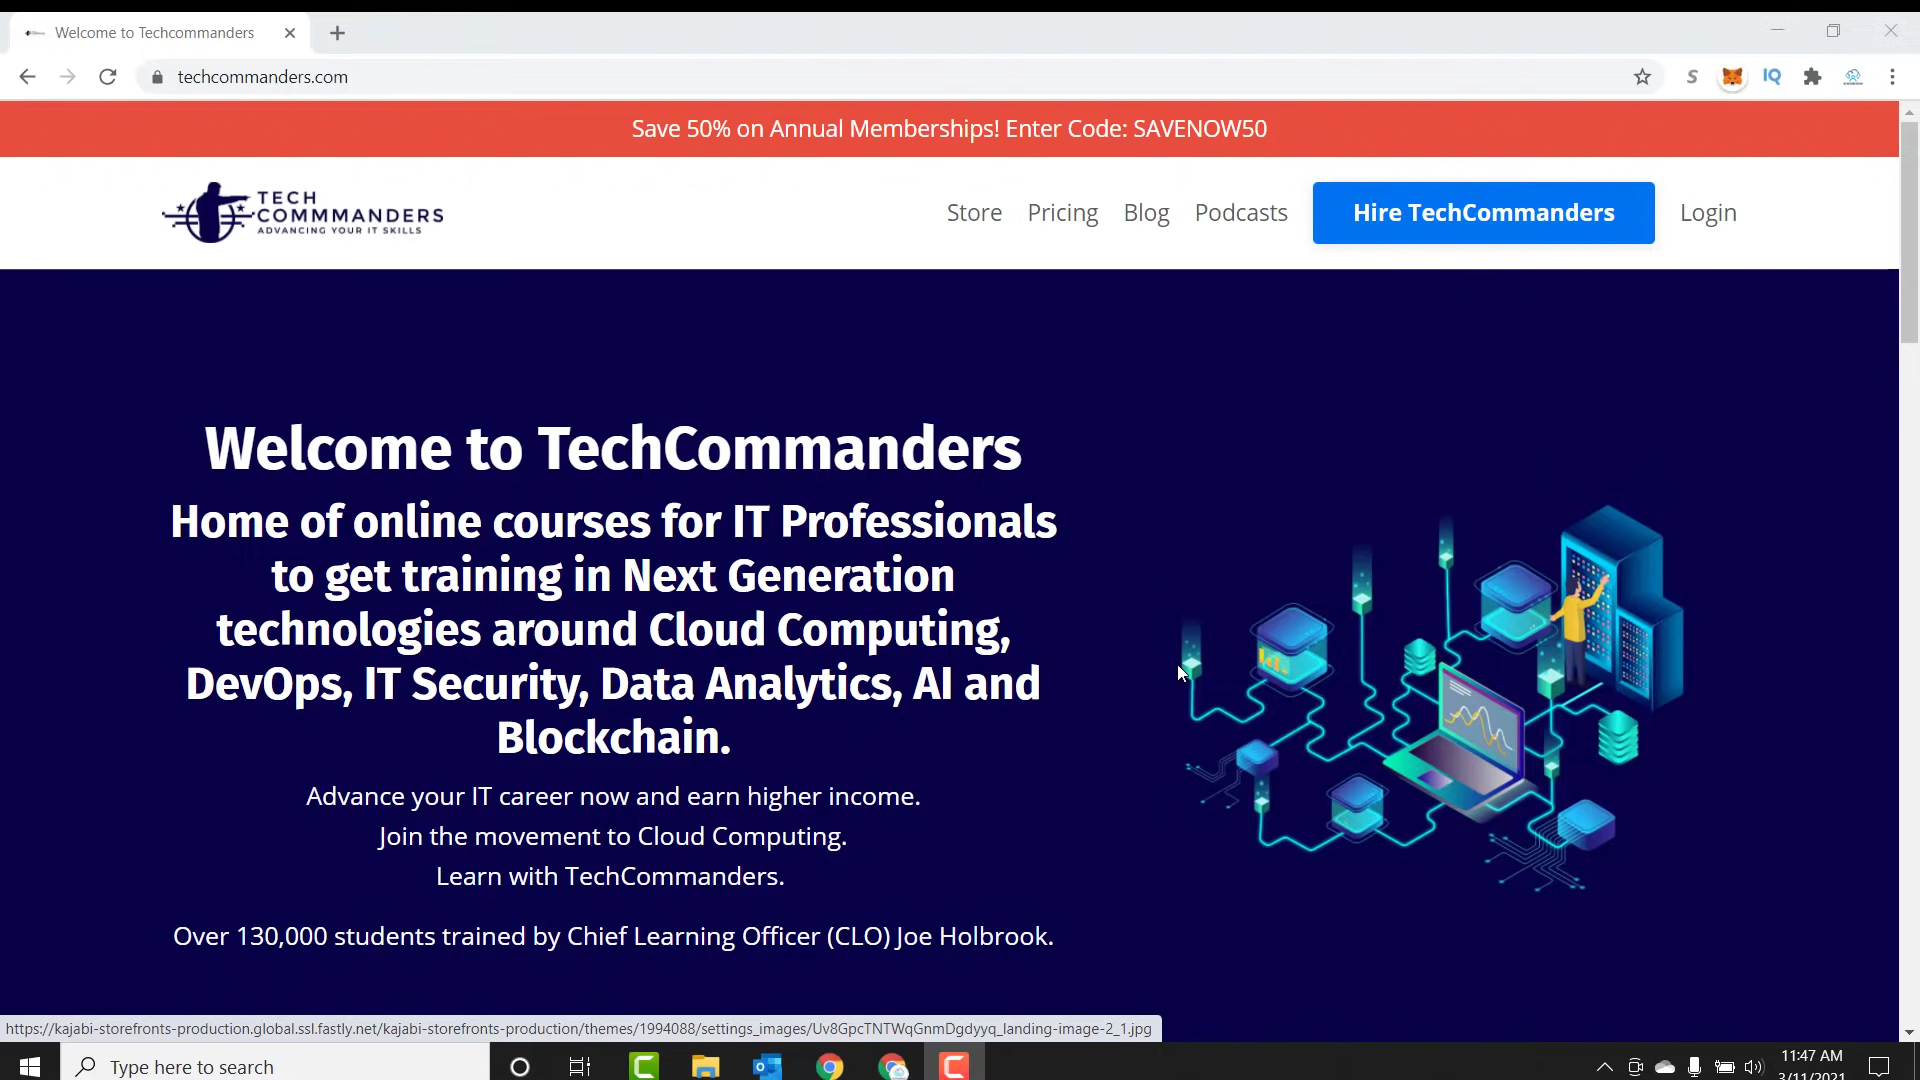 Welcome to Techcommanders
techcommanders.com
S
IQ
Save 50% on Annual Memberships! Enter Code: SAVENOW50
TECH
COMMMANDERS
ADVANCING YOUR IT SKILLS
Store
Pricing
Blog
Podcasts
Hire TechCommanders
Login
Welcome to TechCommanders
Home of online courses for IT Professionals
to get training in Next Generation
technologies around Cloud Computing,
DevOps, IT Security, Data Analytics, AI and
Blockchain.
Advance your IT career now and earn higher income.
Join the movement to Cloud Computing.
Learn with TechCommanders.
Over 130,000 students trained by Chief Learning Officer (CLO) Joe Holbrook.
https://kajabi-storefronts-production.global.ssl.fastly.net/kajabi-storefronts-production/themes/1994088/settings_images/Uv8GpcTNTWqGnmDgdyyq_landing-image-2_1.jpg
Type here to search
11:47 AM
3/11/2021